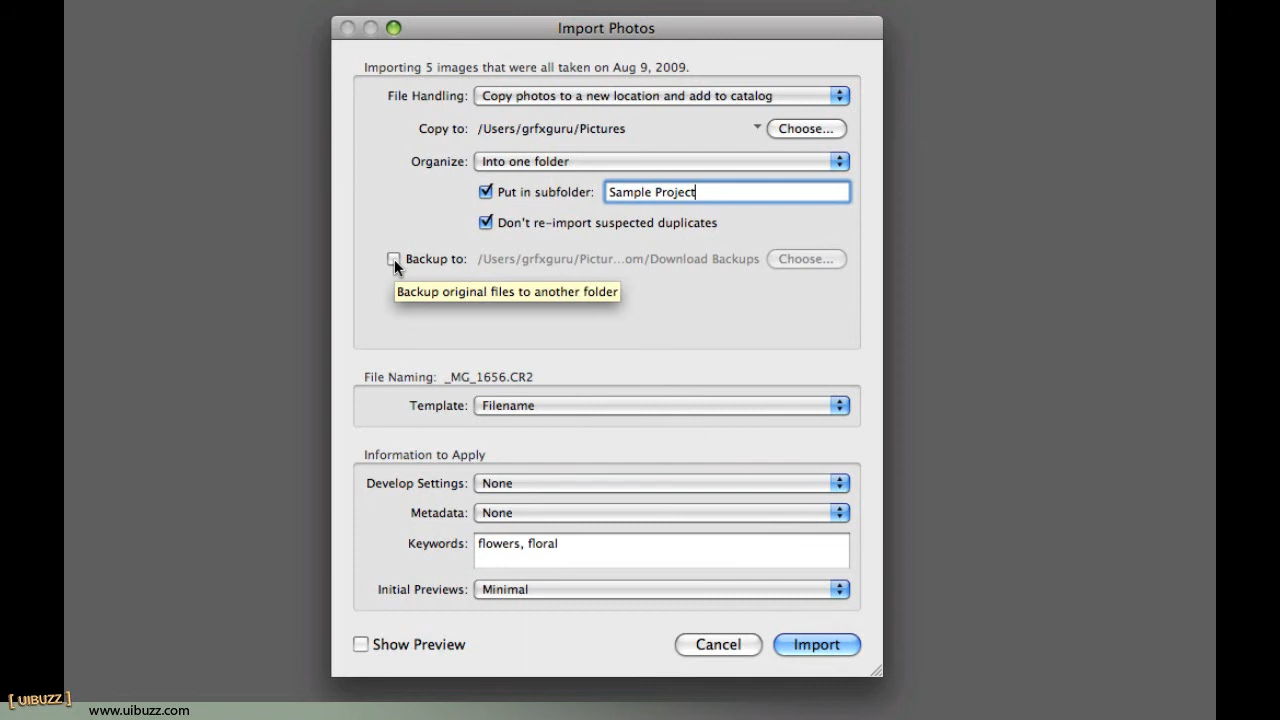 Import Photos
Importing 5 images that were all taken on Aug 9, 2009.
File Handling: Copy photos to a new location and add to catalog
Copy to: /Users/grfxguru/Pictures Choose...
Organize: Into one folder
Put in subfolder: Sample Project
Don't re-import suspected duplicates
Backup to: /Users/grfxguru/Pictur...om/Download Backups Choose...
Backup original files to another folder
File Naming: _MG_1656.CR2
Template: Filename
Information to Apply
Develop Settings: None
Metadata: None
Keywords: flowers, floral
Initial Previews: Minimal
Show Preview Cancel Import
[UIBUZZ]
www.uibuzz.com